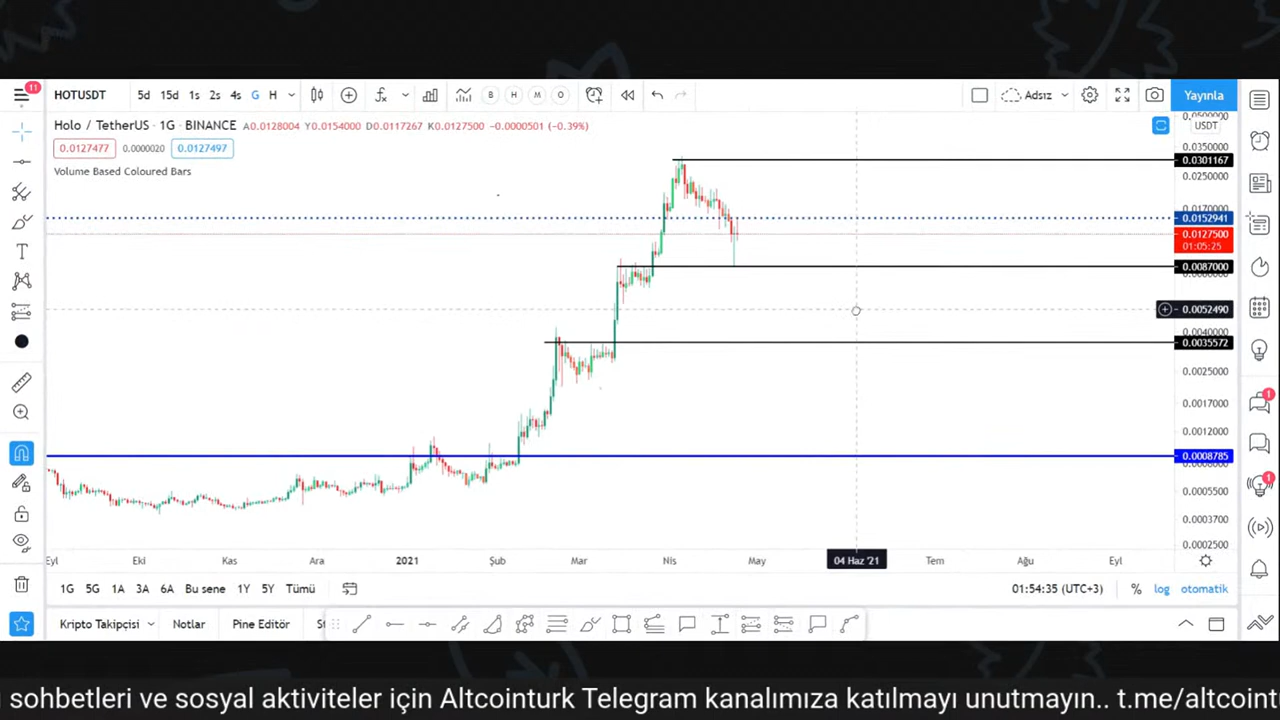 11
HOTUSDT 5d 15d 1s 2s 4s G H B H M O Adsız Yayınla
Holo / TetherUS · 1G · BINANCE A0.0128004 Y0.0154000 D0.0117267 K0.0127500 −0.0000501 (−0.39%)
0.0127477 0.0000020 0.0127497
Volume Based Coloured Bars
USDT
0.0350000
0.0301167
0.0250000
0.0170000
0.0152941
0.0127500
01:05:25
0.0087000
0.0052490
0.0040000
0.0035572
0.0025000
0.0017000
0.0012000
0.0008785
0.0005500
0.0003700
0.0002500
Eyl Eki Kas Ara 2021 Şub Mar Nis May 04 Haz '21 Tem Ağu Eyl
1G 5G 1A 3A 6A Bu sene 1Y 5Y Tümü 01:54:35 (UTC+3) % log otomatik
Kripto Takipçisi Notlar Pine Editör
1
1
sohbetleri ve sosyal aktiviteler için Altcointurk Telegram kanalımıza katılmayı unutmayın.. t.me/altcoint